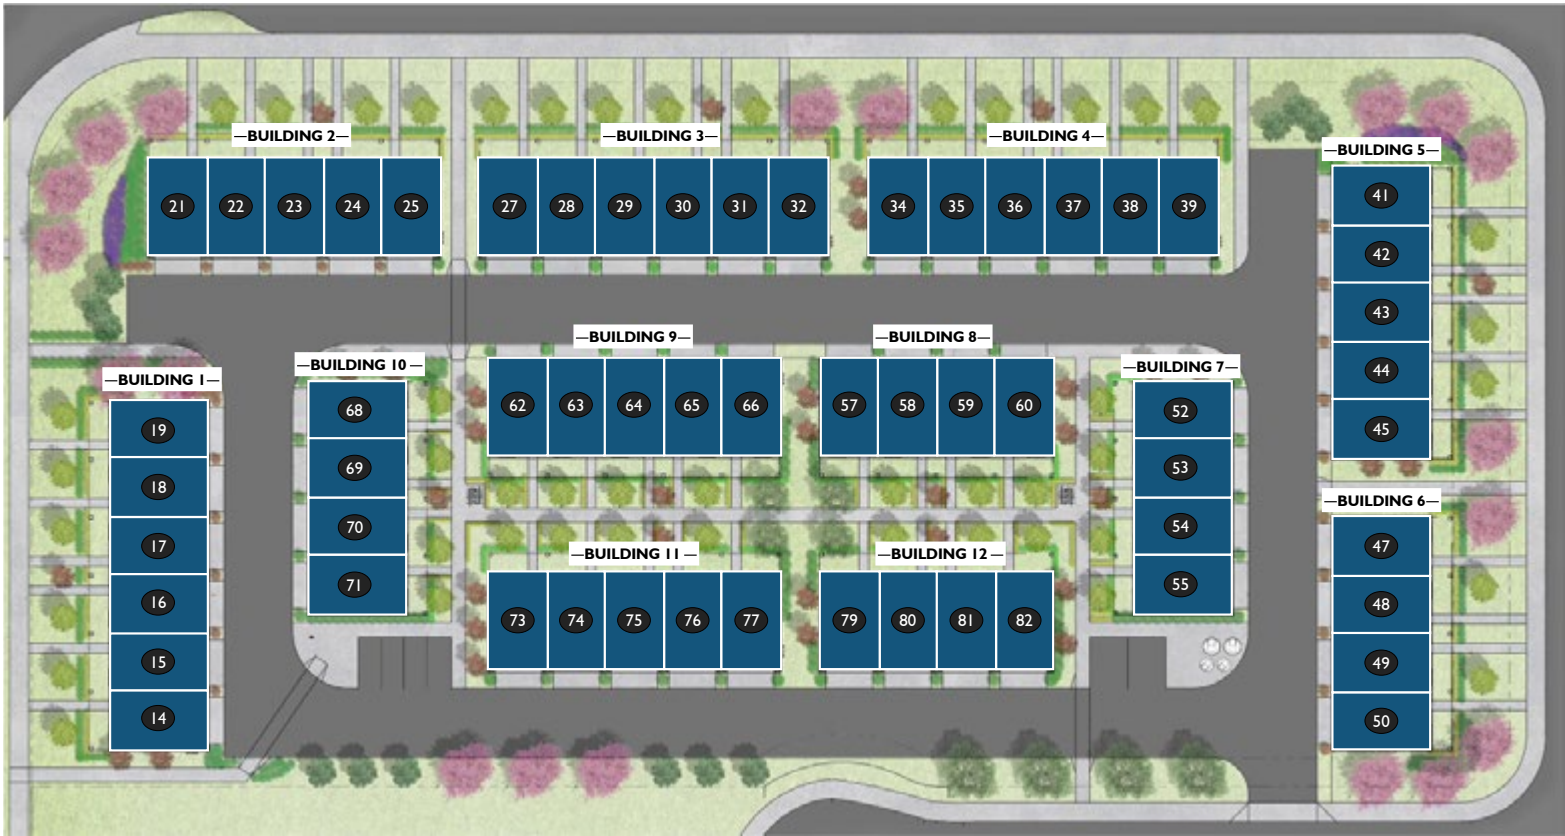 —BUILDING 2—
21 22 23 24 25
—BUILDING 3—
27 28 29 30 31 32
—BUILDING 4—
34 35 36 37 38 39
—BUILDING 5—
41
42
43
44
45
—BUILDING 1—
19
18
17
16
15
14
—BUILDING 10 —
68
69
70
71
—BUILDING 9—
62 63 64 65 66
—BUILDING 8—
57 58 59 60
—BUILDING 7—
52
53
54
55
—BUILDING 6—
47
48
49
50
—BUILDING 11 —
73 74 75 76 77
—BUILDING 12 —
79 80 81 82